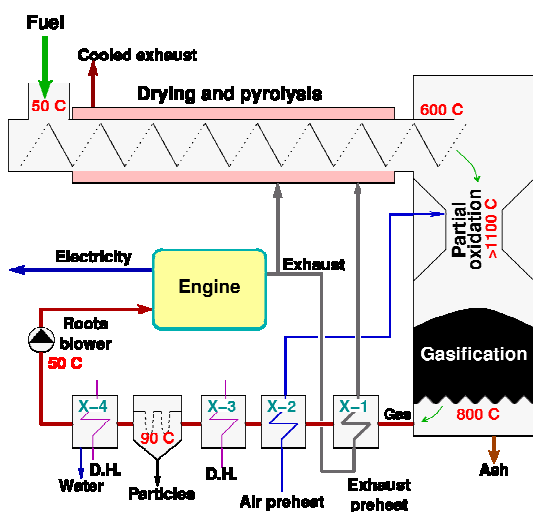 Fuel
Cooled exhaust
50 C
Drying and pyrolysis
600 C
Partial
oxidation
>1100 C
Electricity
Exhaust
Engine
Roots
blower
50 C
Gasification
X-4
X-3
X-2
X-1
Gas
800 C
90 C
D.H.
D.H.
Water
Particles
Air preheat
Exhaust
preheat
Ash